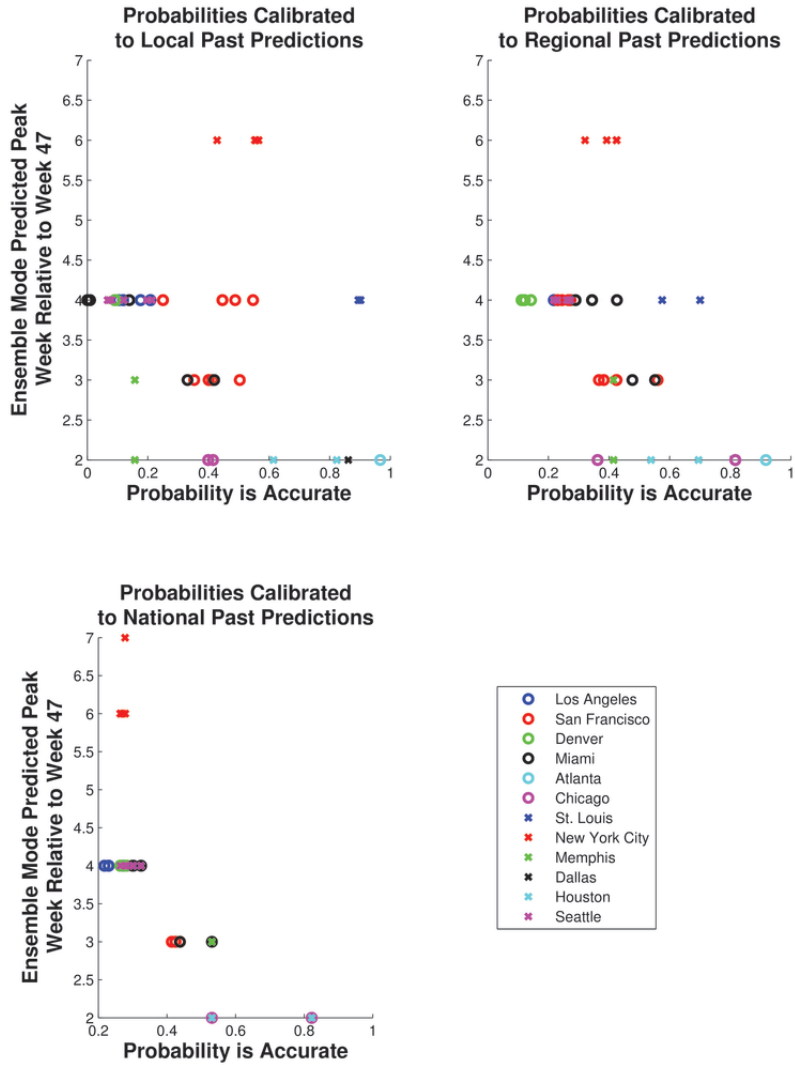 Probabilities Calibrated
to Local Past Predictions
7
6.5
6
5.5
5
4.5
4
3.5
3
2.5
2
0
0.2
0.4
0.6
0.8
1
Ensemble Mode Predicted Peak
Week Relative to Week 47
Probability is Accurate
Probabilities Calibrated
to Regional Past Predictions
7
6.5
6
5.5
5
4.5
4
3.5
3
2.5
2
0
0.2
0.4
0.6
0.8
1
Probability is Accurate
Probabilities Calibrated
to National Past Predictions
7
6.5
6
5.5
5
4.5
4
3.5
3
2.5
2
0.2
0.4
0.6
0.8
1
Ensemble Mode Predicted Peak
Week Relative to Week 47
Probability is Accurate
Los Angeles
San Francisco
Denver
Miami
Atlanta
Chicago
St. Louis
New York City
Memphis
Dallas
Houston
Seattle